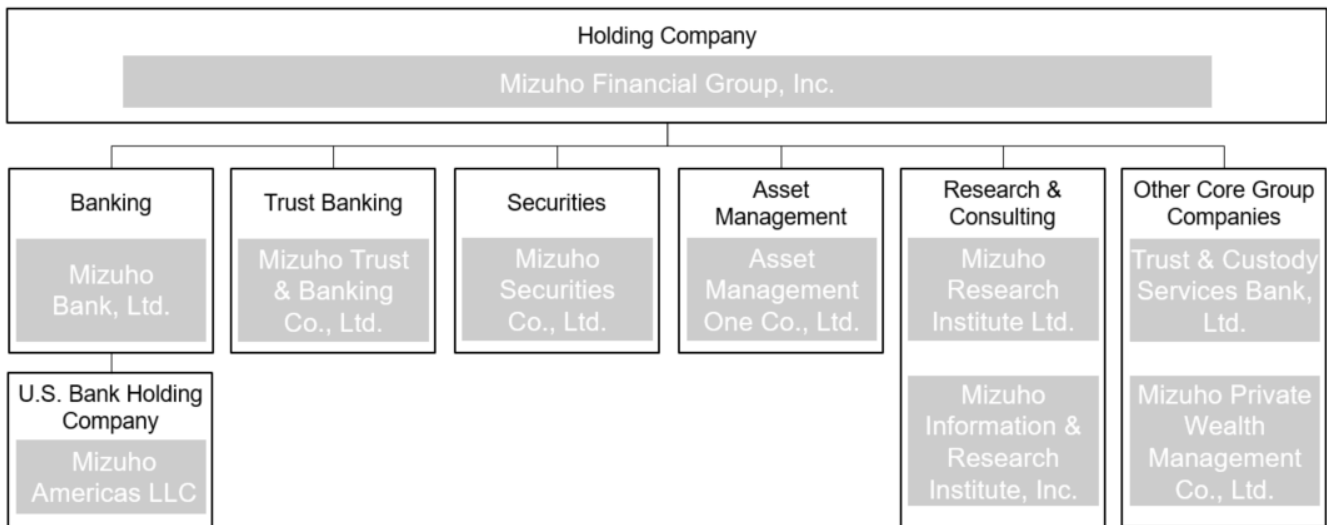 Holding Company
Mizuho Financial Group, Inc.
Banking
Mizuho
Bank, Ltd.
Trust Banking
Mizuho Trust
& Banking
Co., Ltd.
Securities
Mizuho
Securities
Co., Ltd.
Asset
Management
Asset
Management
One Co., Ltd.
Research &
Consulting
Mizuho
Research
Institute Ltd.
Mizuho
Information &
Research
Institute, Inc.
Other Core Group
Companies
Trust & Custody
Services Bank,
Ltd.
Mizuho Private
Wealth
Management
Co., Ltd.
U.S. Bank Holding
Company
Mizuho
Americas LLC